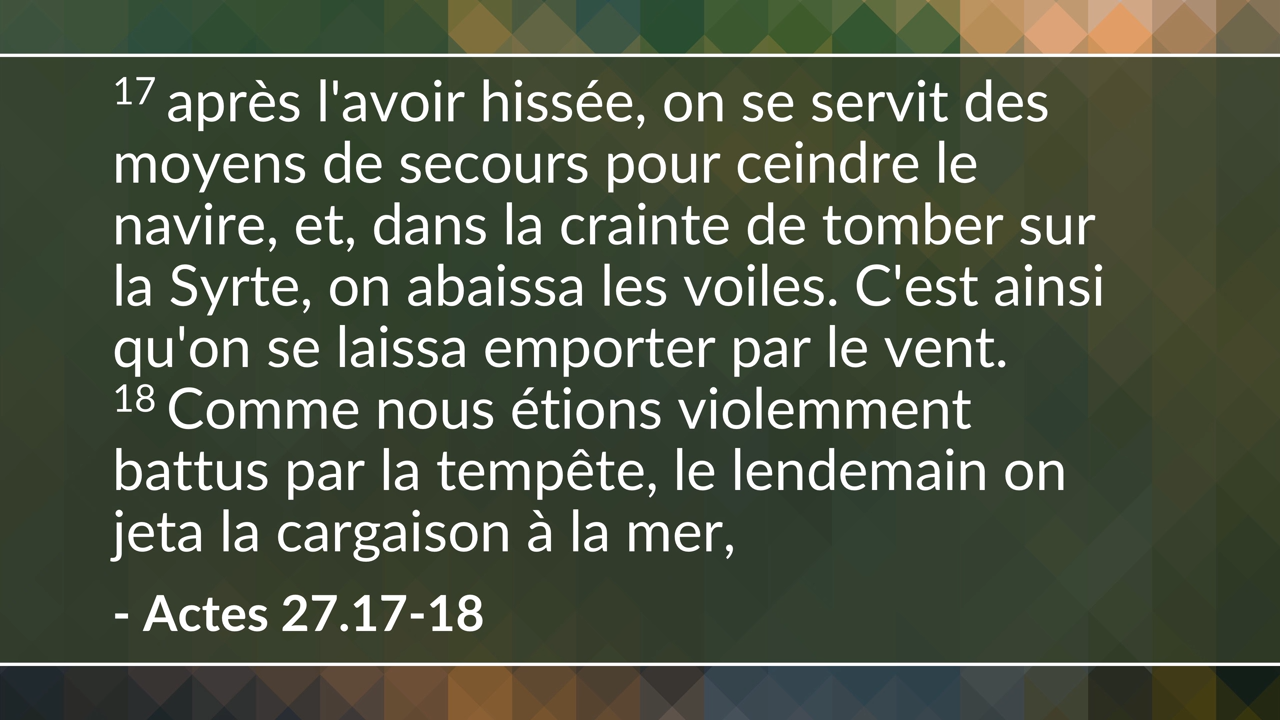 17 après l'avoir hissée, on se servit des
moyens de secours pour ceindre le
navire, et, dans la crainte de tomber sur
la Syrte, on abaissa les voiles. C'est ainsi
qu'on se laissa emporter par le vent.
18 Comme nous étions violemment
battus par la tempête, le lendemain on
jeta la cargaison à la mer,
- Actes 27.17-18